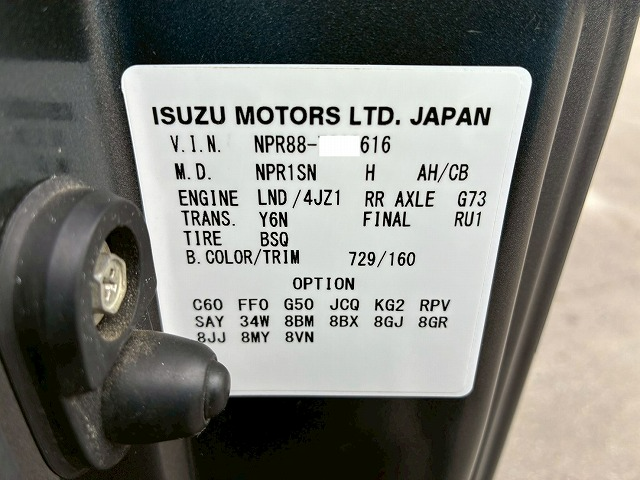 ISUZU MOTORS LTD. JAPAN
V.I.N. NPR88- 616
M.D. NPR1SN H AH/CB
ENGINE LND/4JZ1 RR AXLE G73
TRANS. Y6N FINAL RU1
TIRE BSQ
B.COLOR/TRIM 729/160
OPTION
C60 FF0 G50 JCQ KG2 RPV
SAY 34W 8BM 8BX 8GJ 8GR
8JJ 8MY 8VN